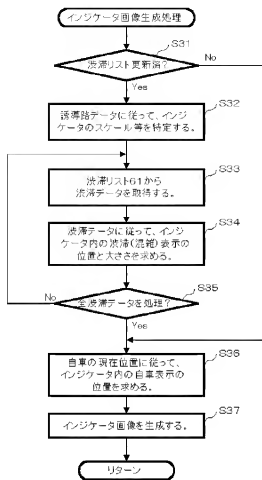 インジケータ画像生成処理
S31
渋滞リスト更新済?
No
Yes
S32
誘導路データに従って、インジ
ケータのスケール等を特定する。
S33
渋滞リスト61から
渋滞データを取得する。
S34
渋滞データに従って、インジ
ケータ内の渋滞(混雑)表示の
位置と大きさを求める。
S35
No
全渋滞データを処理?
Yes
S36
自車の現在位置に従って、
インジケータ内の自車表示の
位置を求める。
S37
インジケータ画像を生成する。
リターン